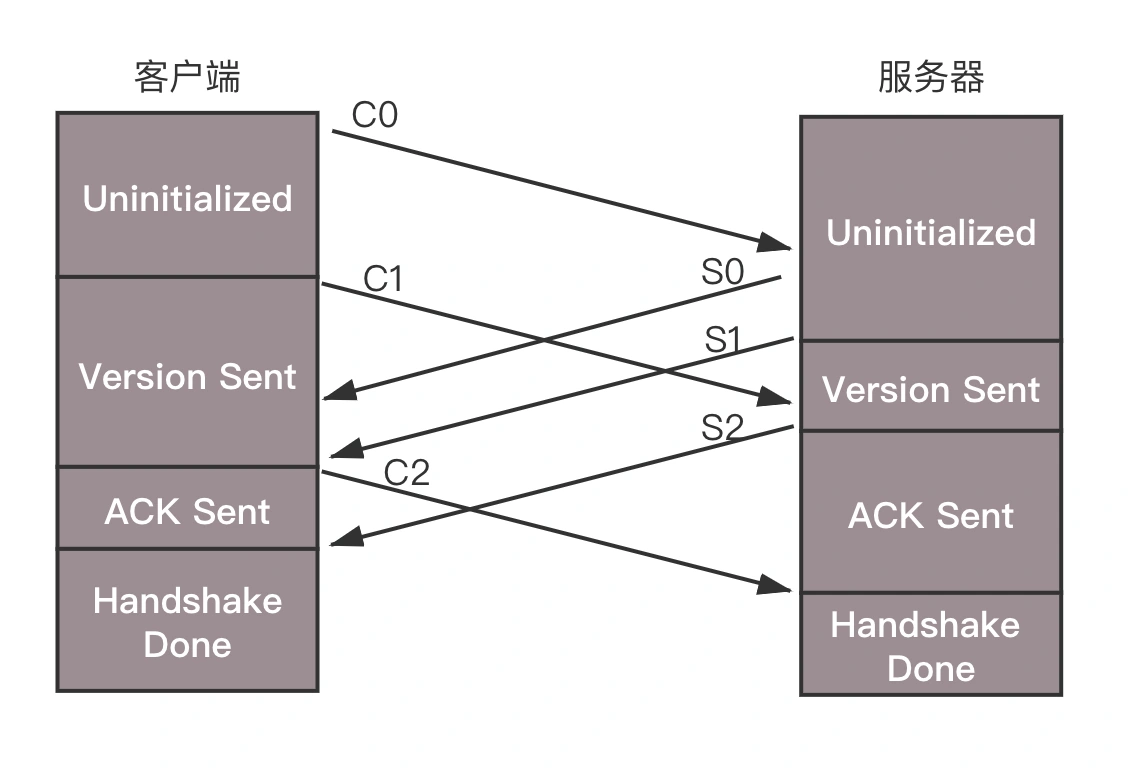 客户端
服务器
C0
Uninitialized
Uninitialized
S0
C1
S1
Version Sent
Version Sent
S2
C2
ACK Sent
ACK Sent
Handshake
Done
Handshake
Done